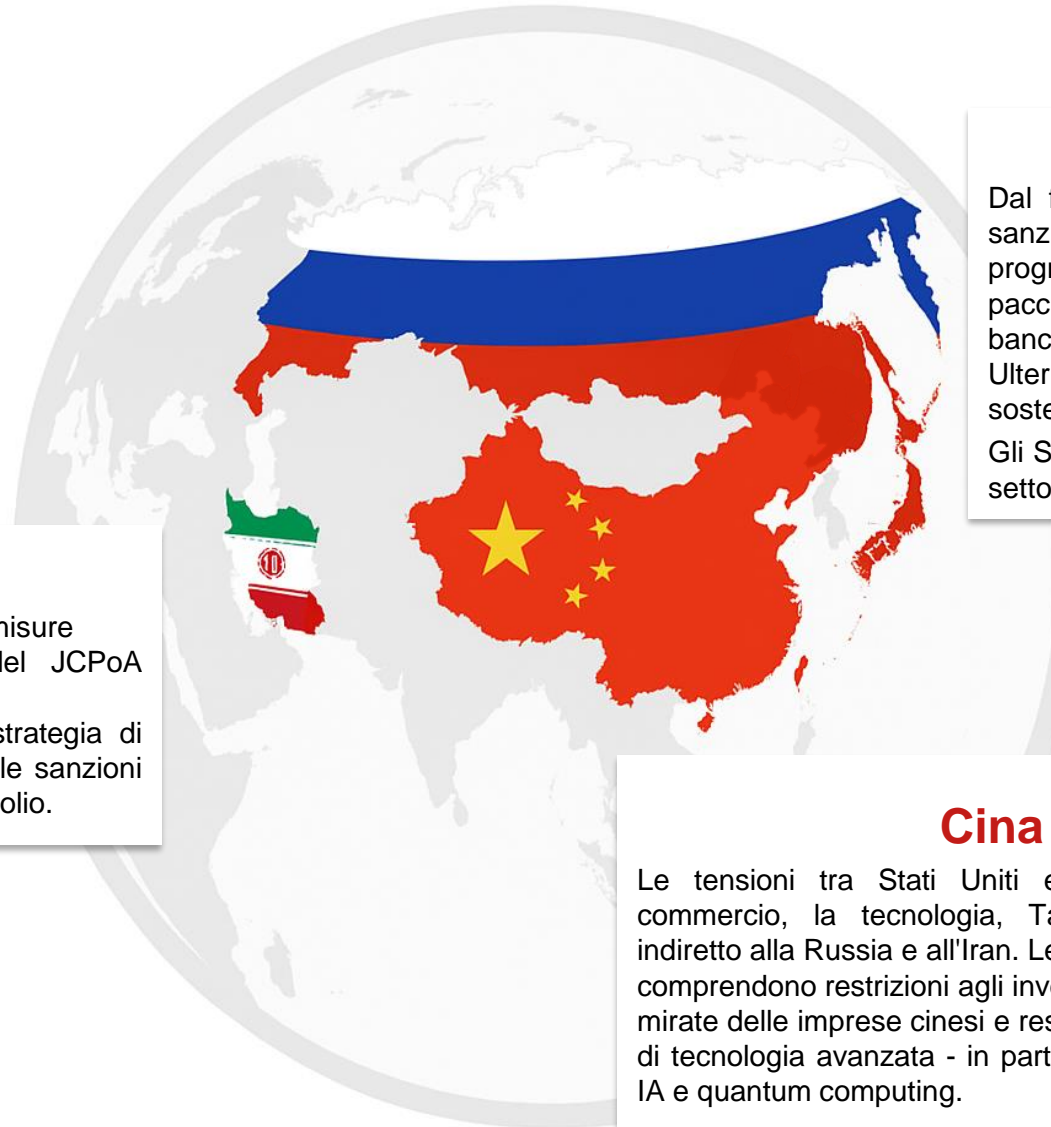 Dal
sanz
progr
pacc
banc
Ulter
soste
Gli S
setto
misure
del JCPoA
strategia di
le sanzioni
olio.
Cina
Le tensioni tra Stati Uniti e
commercio, la tecnologia, Ta
indiretto alla Russia e all'Iran. Le
comprendono restrizioni agli inve
mirate delle imprese cinesi e res
di tecnologia avanzata - in part
IA e quantum computing.